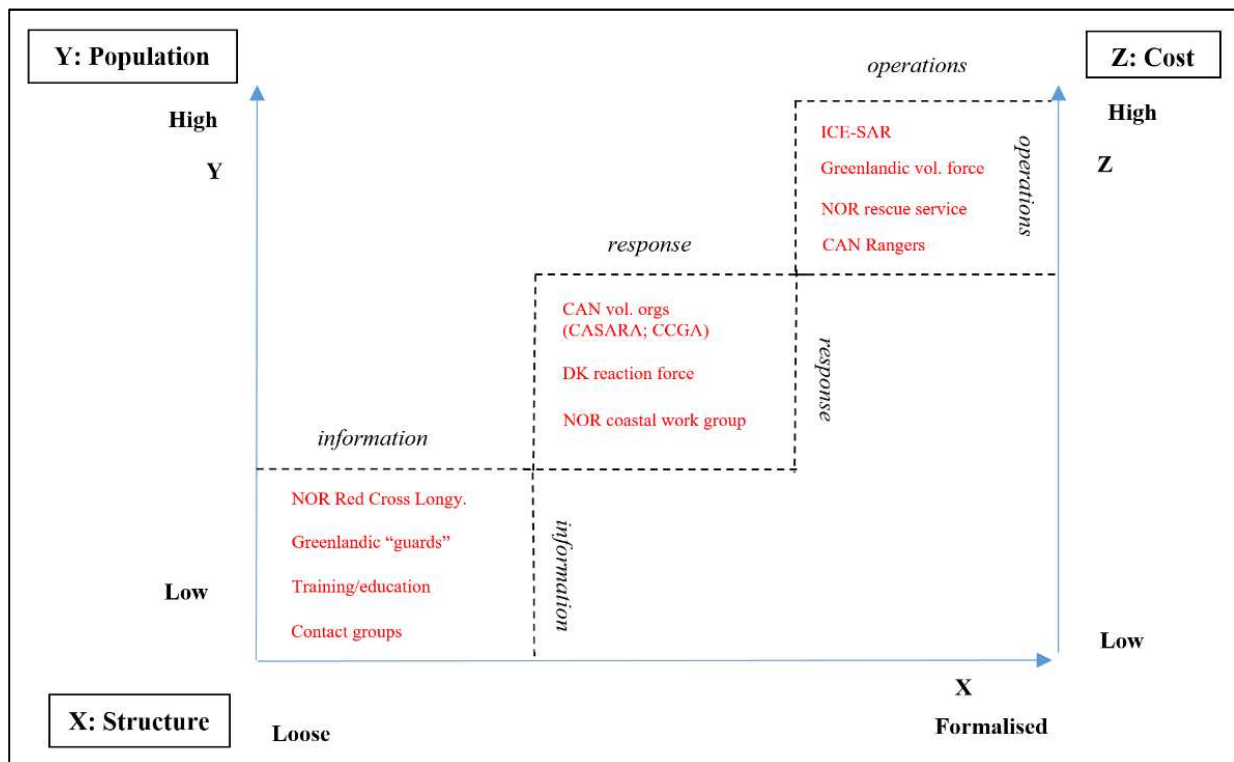 Y: Population
Z: Cost
operations
High
High
ICE-SAR
Y
Z
Greenlandic vol. force
operations
NOR rescue service
response
CAN Rangers
CAN vol. orgs
(CASARA; CCGA)
response
DK reaction force
NOR coastal work group
information
NOR Red Cross Longy.
Greenlandic “guards”
information
Training/education
Low
Contact groups
Low
X
X: Structure
Loose
Formalised